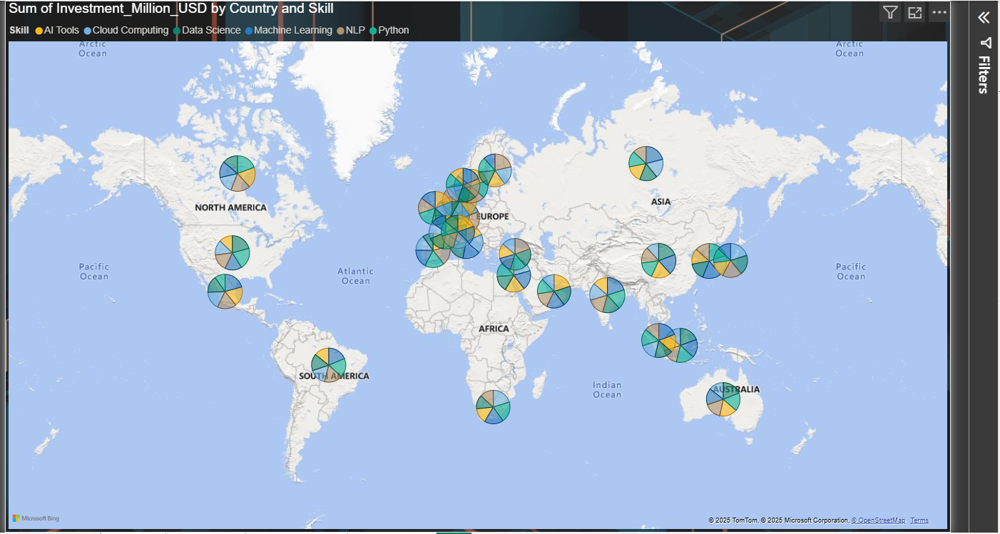 Sum of Investment_Million_USD by Country and Skill
Skill AI Tools Cloud Computing Data Science Machine Learning NLP Python
Filters
Arctic
Ocean
Arctic
Ocean
NORTH AMERICA
ASIA
EUROPE
Pacific
Ocean
Atlantic
Ocean
Pacific
Ocean
AFRICA
SOUTH AMERICA
Indian
Ocean
AUSTRALIA
Microsoft Bing
© 2025 TomTom, © 2025 Microsoft Corporation, © OpenStreetMap Terms